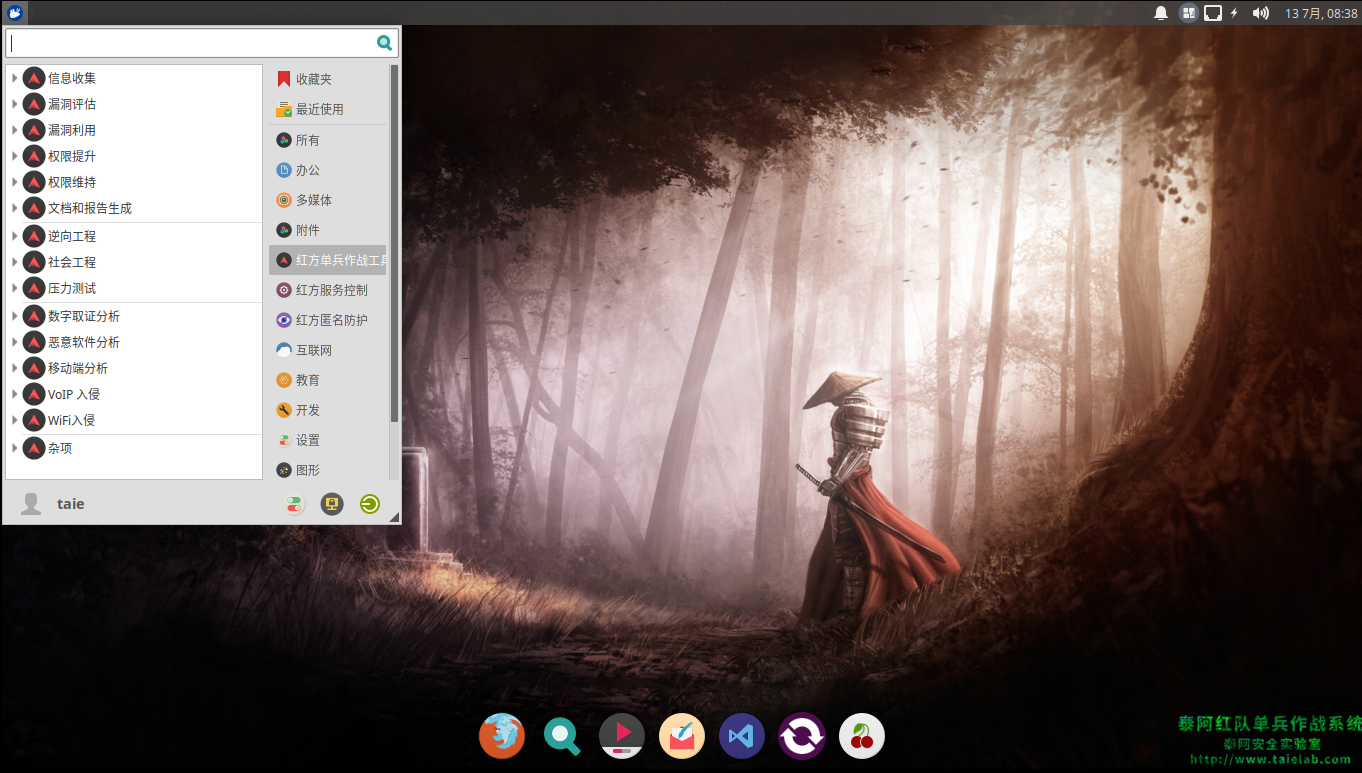 13 7月, 08:38
信息收集
漏洞评估
漏洞利用
权限提升
权限维持
文档和报告生成
逆向工程
社会工程
压力测试
数字取证分析
恶意软件分析
移动端分析
VoIP 入侵
WiFi入侵
杂项
收藏夹
最近使用
所有
办公
多媒体
附件
红方单兵作战工具
红方服务控制
红方匿名防护
互联网
教育
开发
设置
图形
taie
泰阿红队单兵作战系统
泰阿安全实验室
http://www.taielab.com